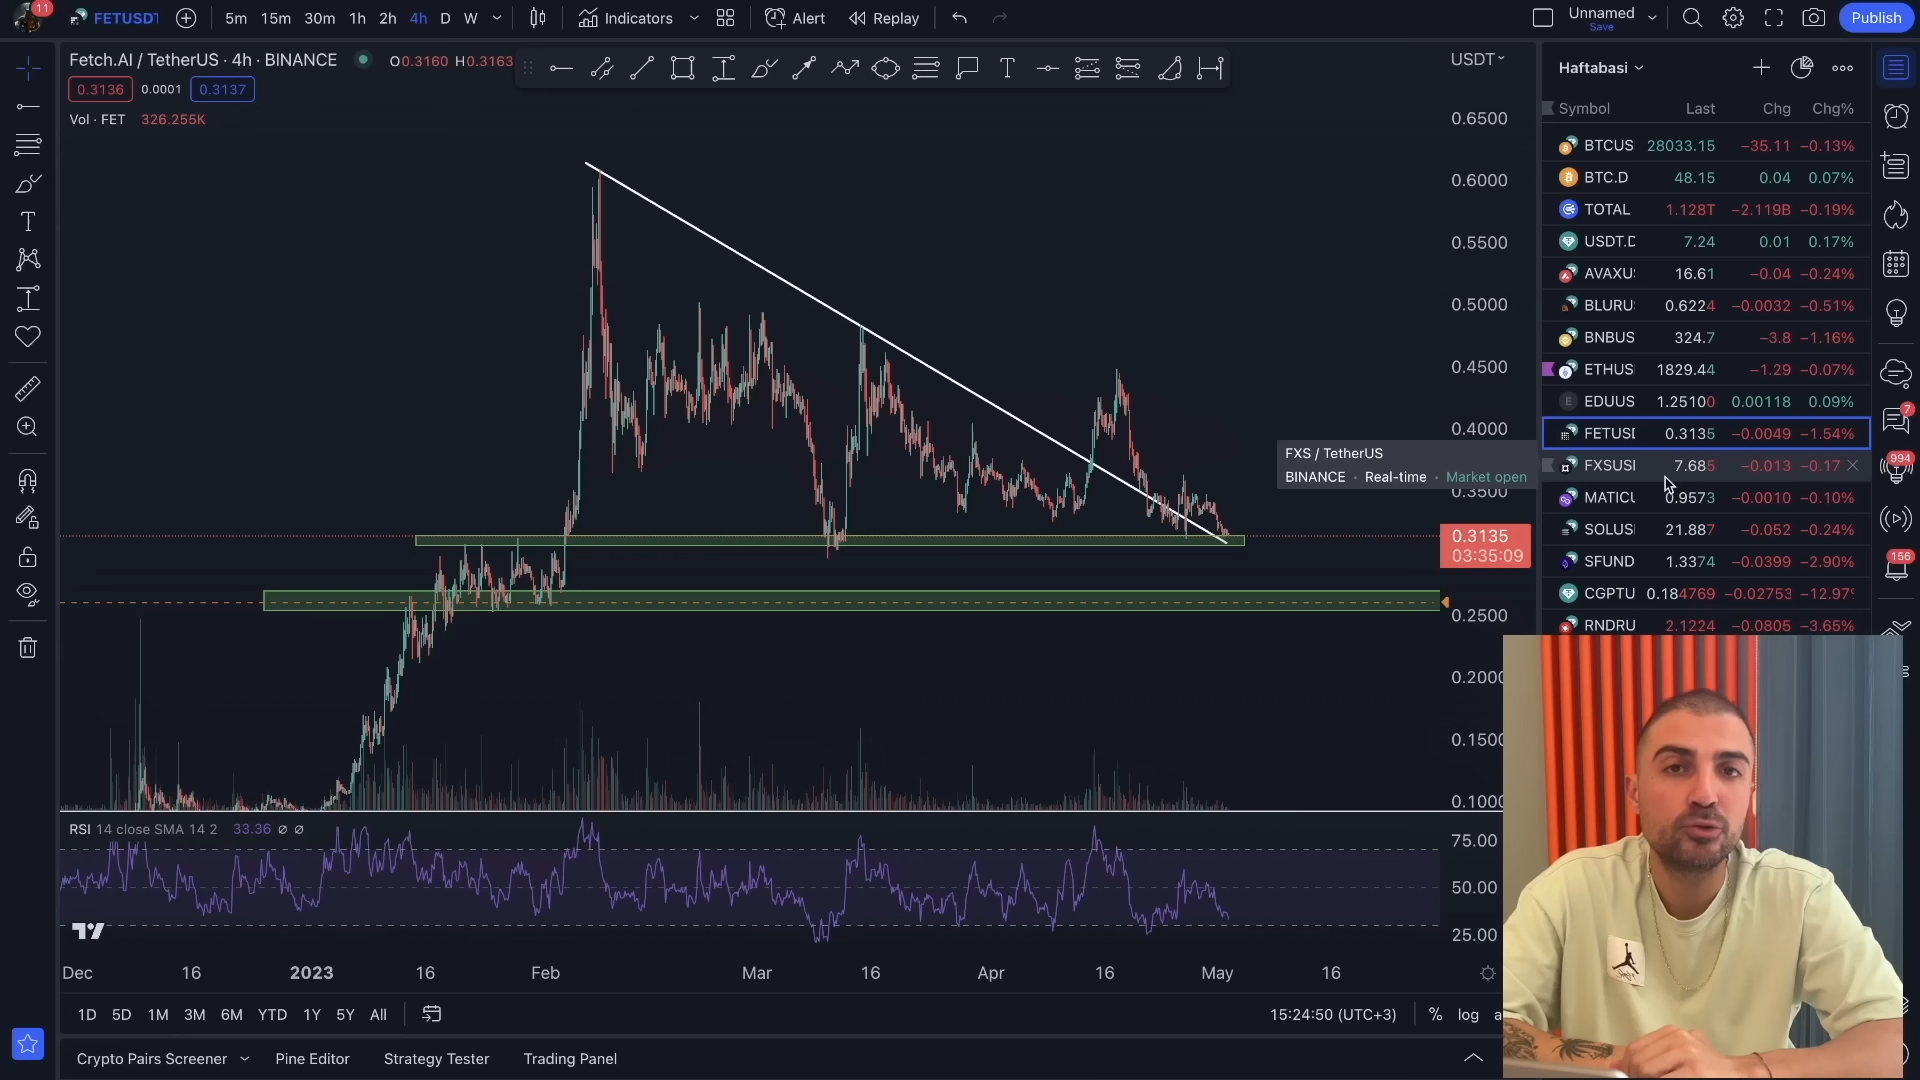 11
FETUSDT
5m 15m 30m 1h 2h 4h D W
Indicators
Alert
Replay
Unnamed
Save
Publish
Fetch.AI / TetherUS · 4h · BINANCE
O0.3160 H0.3163
0.3136 0.0001 0.3137
Vol · FET 326.255K
USDT
0.6500
0.6000
0.5500
0.5000
0.4500
0.4000
0.3500
0.3135
03:35:09
0.2500
0.2000
0.1500
0.1000
FXS / TetherUS
BINANCE · Real-time · Market open
RSI 14 close SMA 14 2 33.36 ∅ ∅
75.00
50.00
25.00
Dec 16 2023 16 Feb Mar 16 Apr 16 May 16
1D 5D 1M 3M 6M YTD 1Y 5Y All
15:24:50 (UTC+3) % log a
Crypto Pairs Screener Pine Editor Strategy Tester Trading Panel
Haftabasi
Symbol Last Chg Chg%
BTCUS 28033.15 −35.11 −0.13%
BTC.D 48.15 0.04 0.07%
TOTAL 1.128T −2.119B −0.19%
USDT.D 7.24 0.01 0.17%
AVAXU 16.61 −0.04 −0.24%
BLURU 0.6224 −0.0032 −0.51%
BNBUS 324.7 −3.8 −1.16%
ETHUS 1829.44 −1.29 −0.07%
EDUUS 1.25100 0.00118 0.09%
FETUSD 0.3135 −0.0049 −1.54%
FXSUSI 7.685 −0.013 −0.17
MATICU 0.9573 −0.0010 −0.10%
SOLUS 21.887 −0.052 −0.24%
SFUND 1.3374 −0.0399 −2.90%
CGPTU 0.184769 −0.02753 −12.97
RNDRU 2.1224 −0.0805 −3.65%
7
994
156